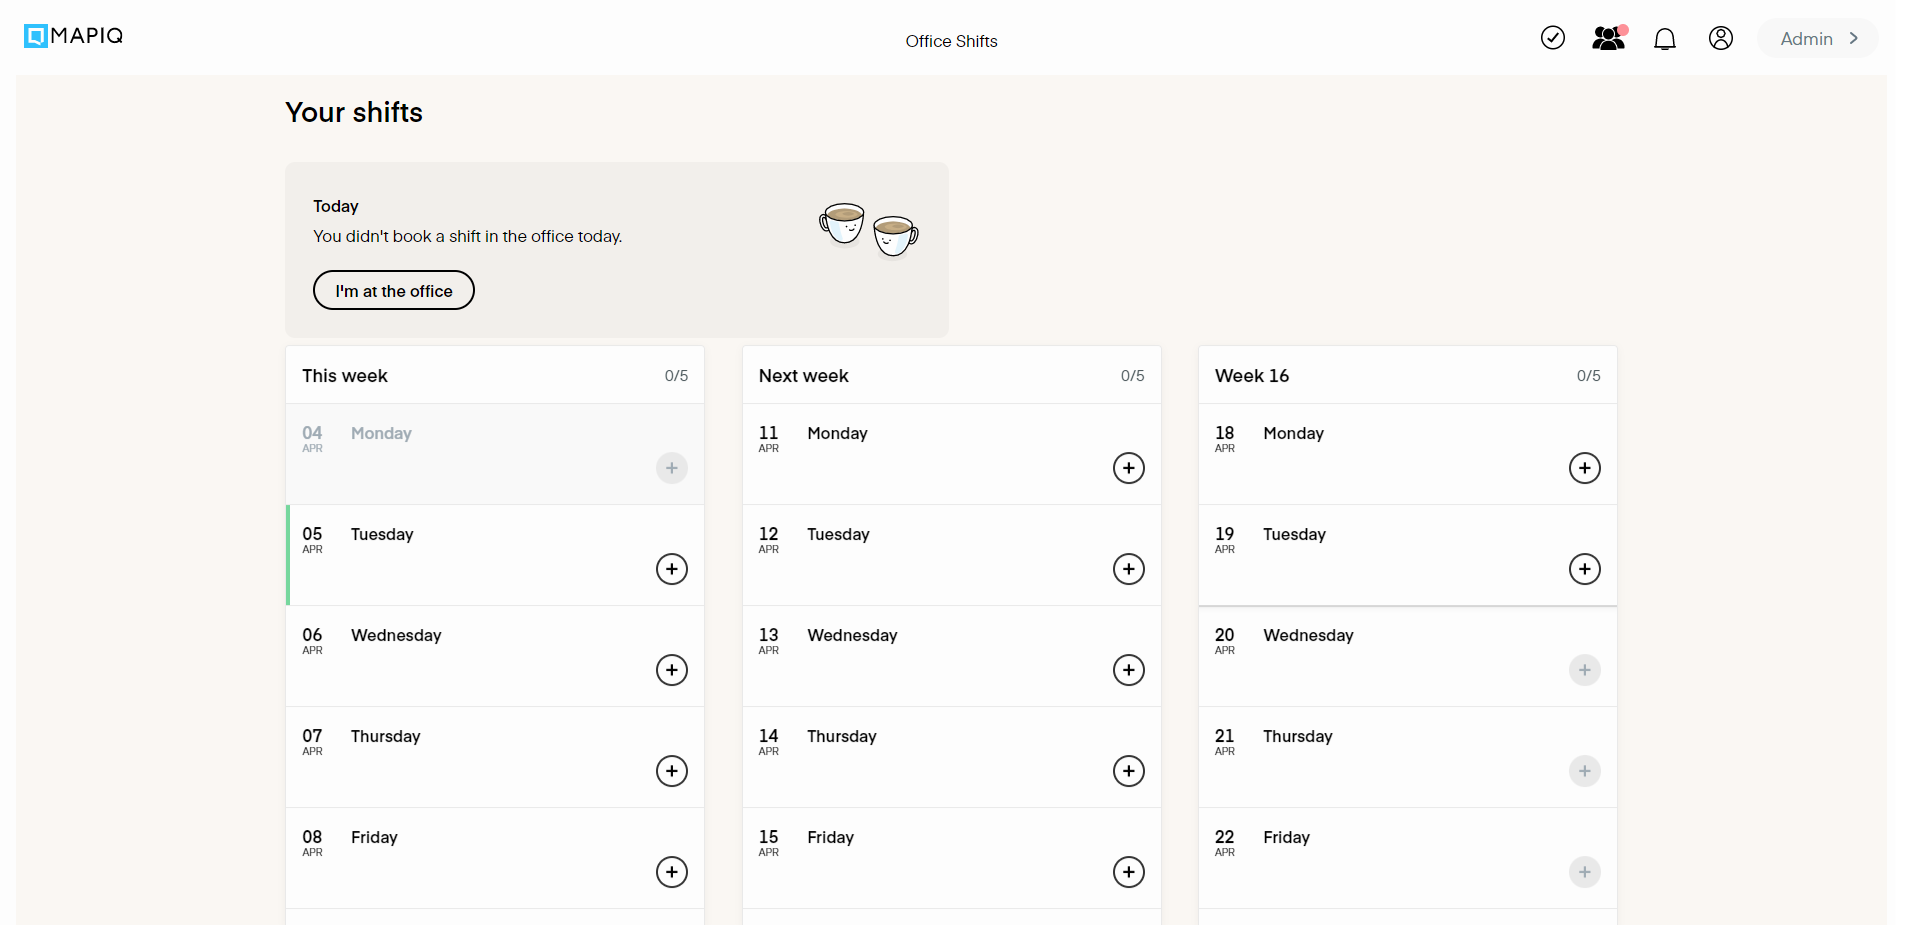 MAPIQ
Office Shifts
Admin
Your shifts
Today
You didn't book a shift in the office today.
I'm at the office
This week 0/5
04 Monday
APR
05 Tuesday
APR
06 Wednesday
APR
07 Thursday
APR
08 Friday
APR
Next week 0/5
11 Monday
APR
12 Tuesday
APR
13 Wednesday
APR
14 Thursday
APR
15 Friday
APR
Week 16 0/5
18 Monday
APR
19 Tuesday
APR
20 Wednesday
APR
21 Thursday
APR
22 Friday
APR